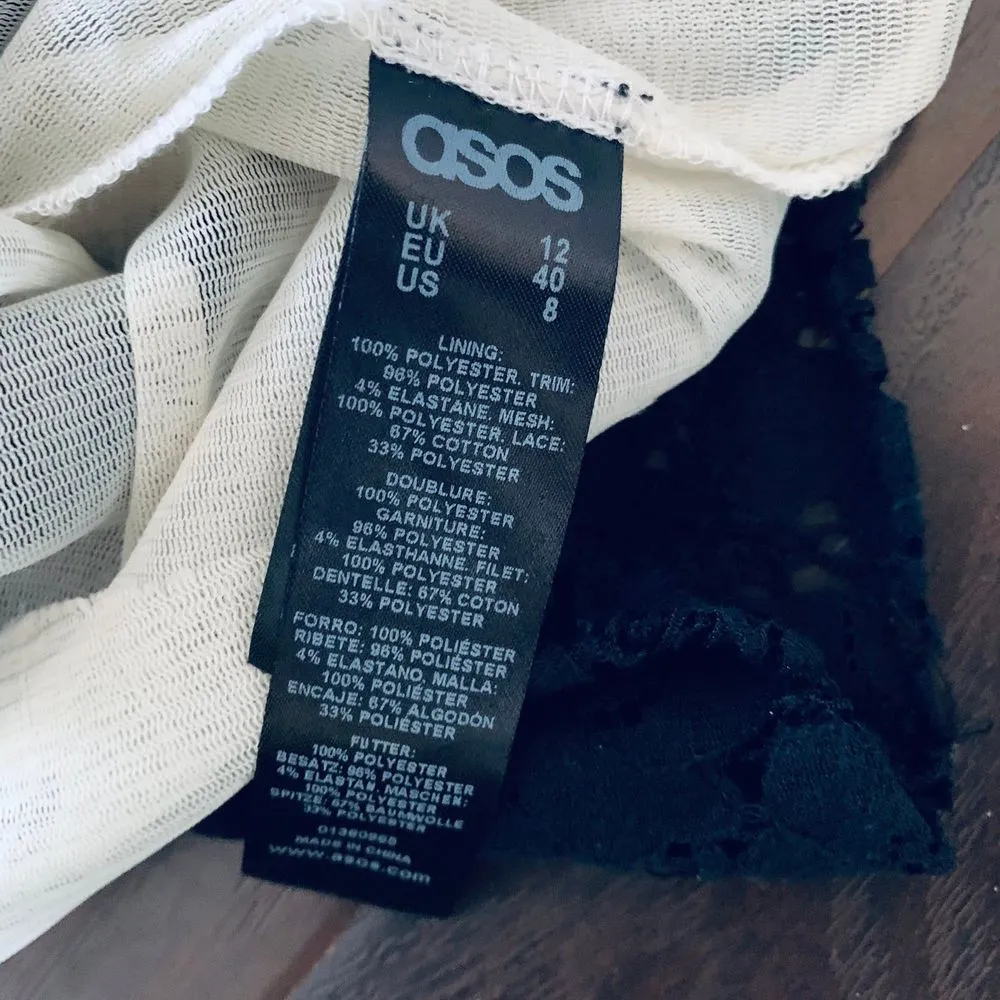 asos
UK 12
EU 40
US 8
LINING:
100% POLYESTER, TRIM:
96% POLYESTER
4% ELASTANE, MESH:
100% POLYESTER, LACE:
67% COTTON
33% POLYESTER
DOUBLURE:
100% POLYESTER
GARNITURE:
96% POLYESTER
4% ELASTHANNE, FILET:
100% POLYESTER
DENTELLE: 67% COTON
33% POLYESTER
FORRO: 100% POLIÉSTER
RIBETE: 96% POLIÉSTER
4% ELASTANO, MALLA:
100% POLIÉSTER
ENCAJE: 67% ALGODÓN
33% POLIÉSTER
FUTTER:
100% POLYESTER
BESATZ: 96% POLYESTER
4% ELASTAN, MASCHEN:
100% POLYESTER
SPITZE: 67% BAUMWOLLE
33% POLYESTER
MADE IN CHINA
www.asos.com